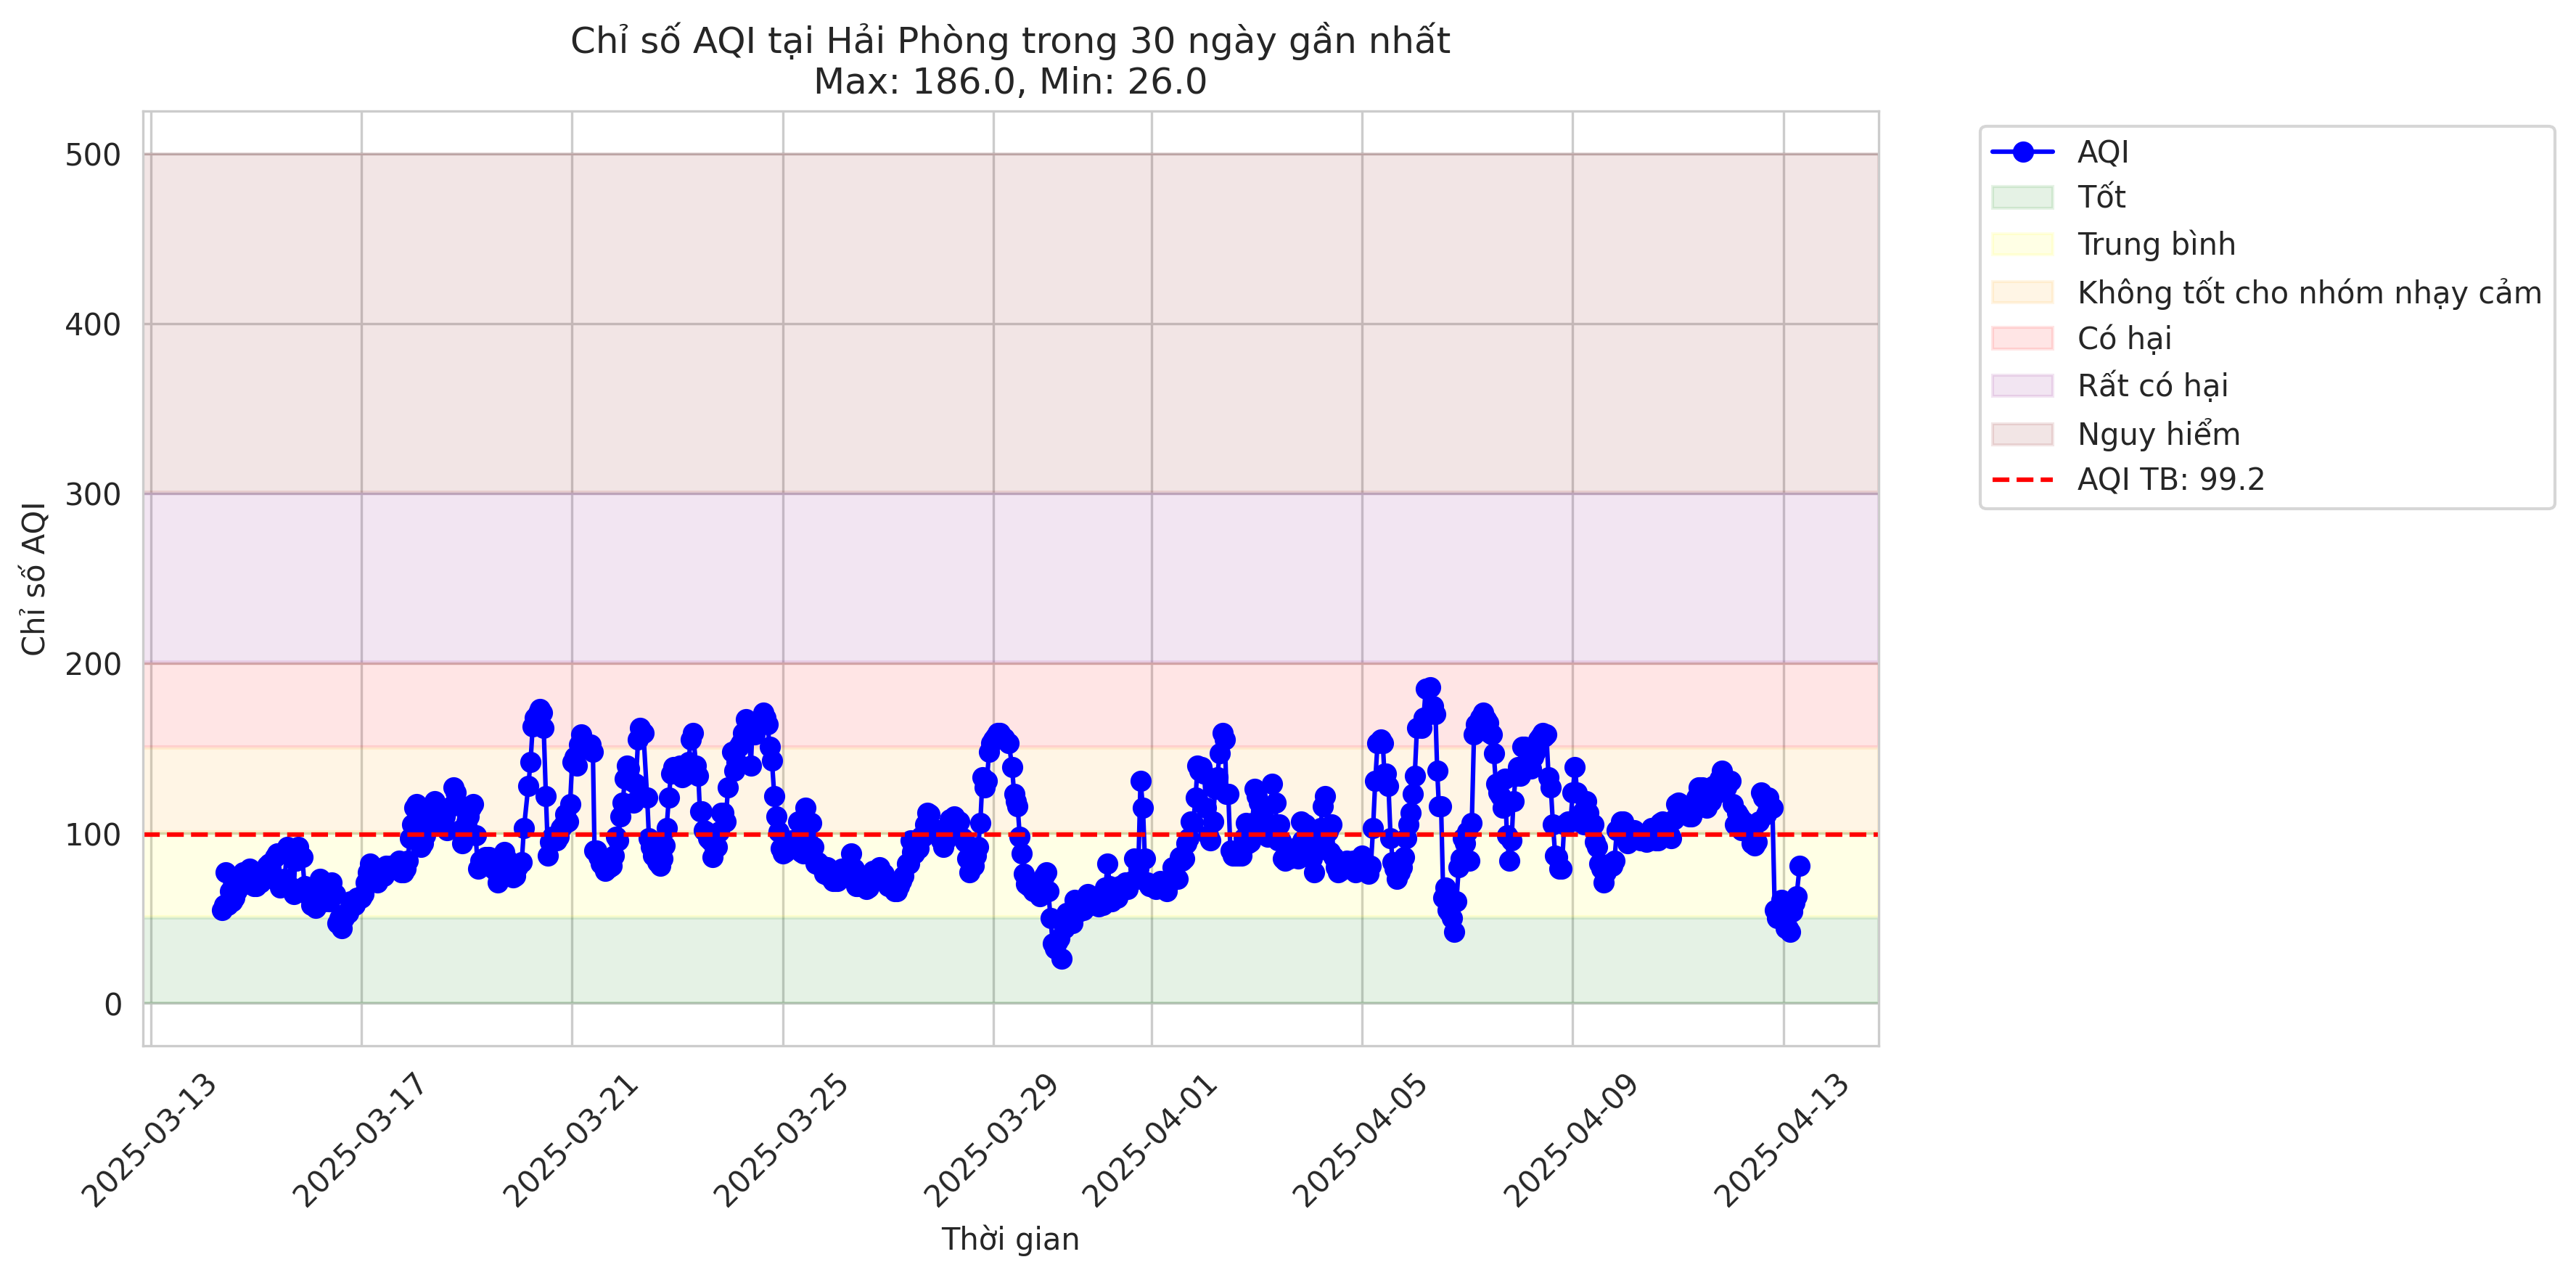 Chỉ số AQI tại Hải Phòng trong 30 ngày gần nhất
Max: 186.0, Min: 26.0
Chỉ số AQI
500
400
300
200
100
0
2025-03-13
2025-03-17
2025-03-21
2025-03-25
2025-03-29
2025-04-01
2025-04-05
2025-04-09
2025-04-13
Thời gian
AQI
Tốt
Trung bình
Không tốt cho nhóm nhạy cảm
Có hại
Rất có hại
Nguy hiểm
AQI TB: 99.2